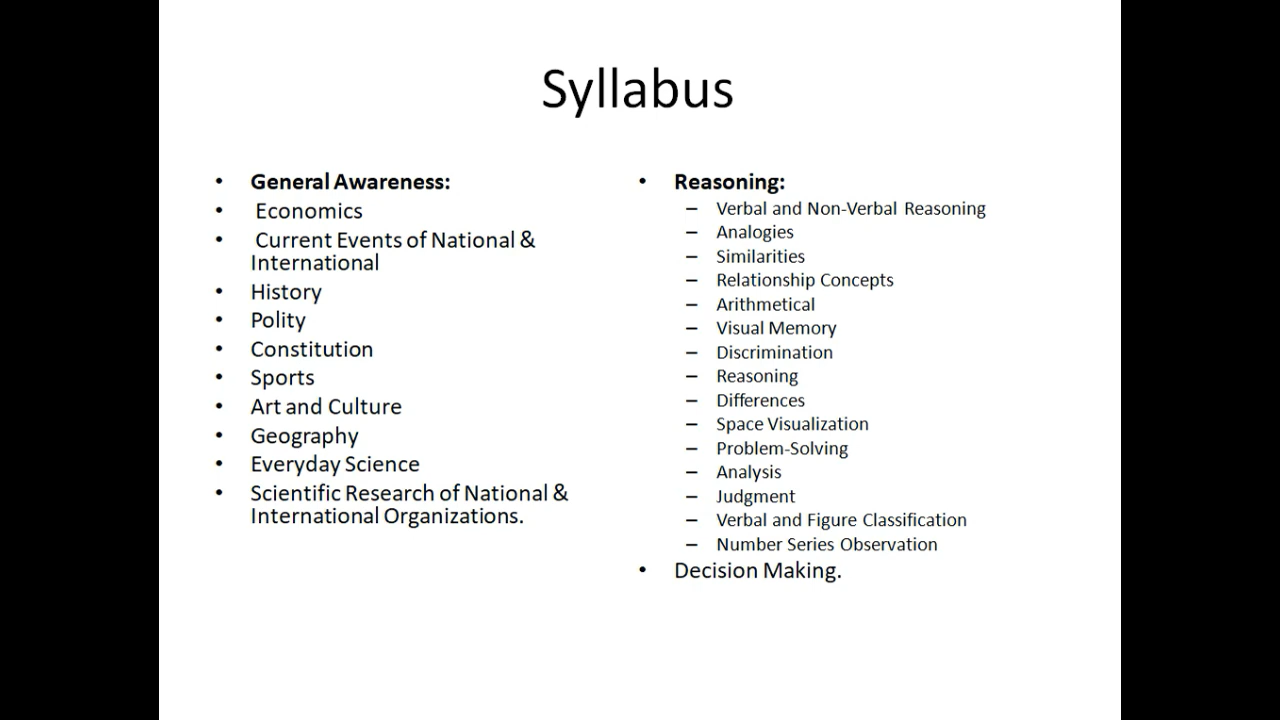 Syllabus
• General Awareness:
• Economics
• Current Events of National &
International
• History
• Polity
• Constitution
• Sports
• Art and Culture
• Geography
• Everyday Science
• Scientific Research of National &
International Organizations.
• Reasoning:
– Verbal and Non-Verbal Reasoning
– Analogies
– Similarities
– Relationship Concepts
– Arithmetical
– Visual Memory
– Discrimination
– Reasoning
– Differences
– Space Visualization
– Problem-Solving
– Analysis
– Judgment
– Verbal and Figure Classification
– Number Series Observation
• Decision Making.